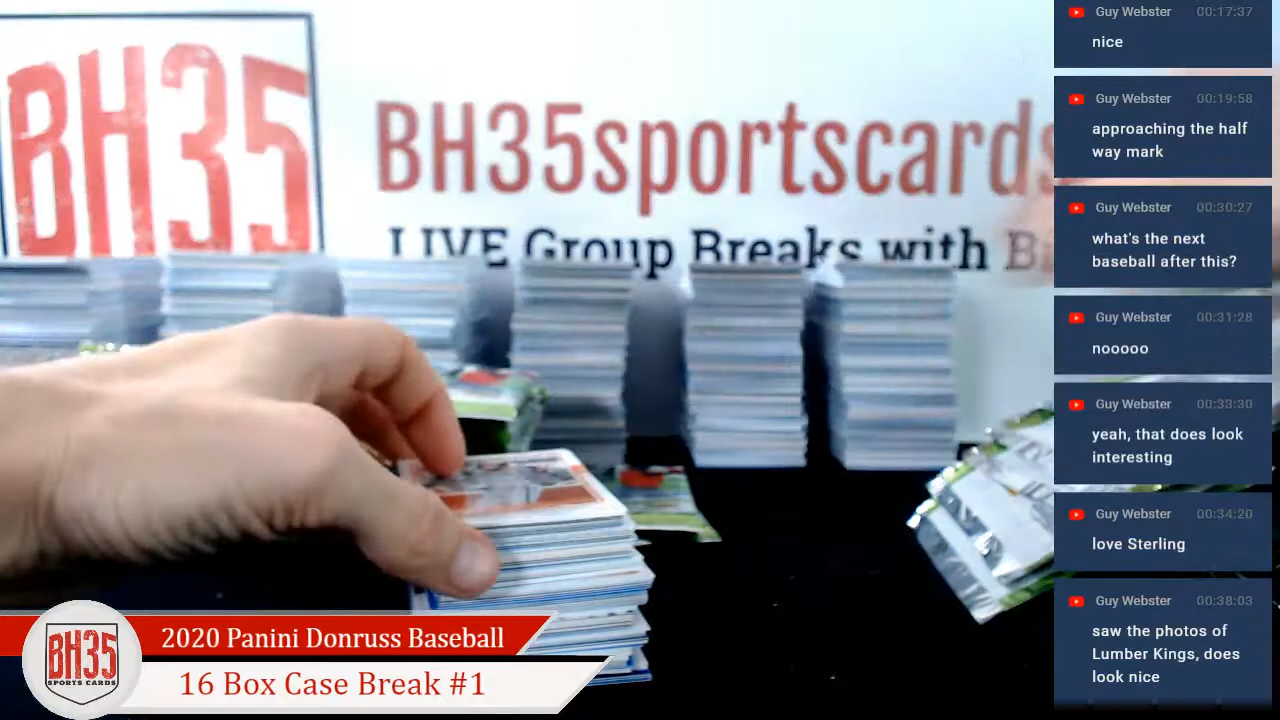 BH35
BH35sportscards
LIVE Group Breaks with
Guy Webster 00:17:37
nice
Guy Webster 00:19:58
approaching the half
way mark
Guy Webster 00:30:27
what's the next
baseball after this?
Guy Webster 00:31:28
nooooo
Guy Webster 00:33:30
yeah, that does look
interesting
Guy Webster 00:34:20
love Sterling
Guy Webster 00:38:03
saw the photos of
Lumber Kings, does
look nice
BH35
SPORTS CARDS
2020 Panini Donruss Baseball
16 Box Case Break #1